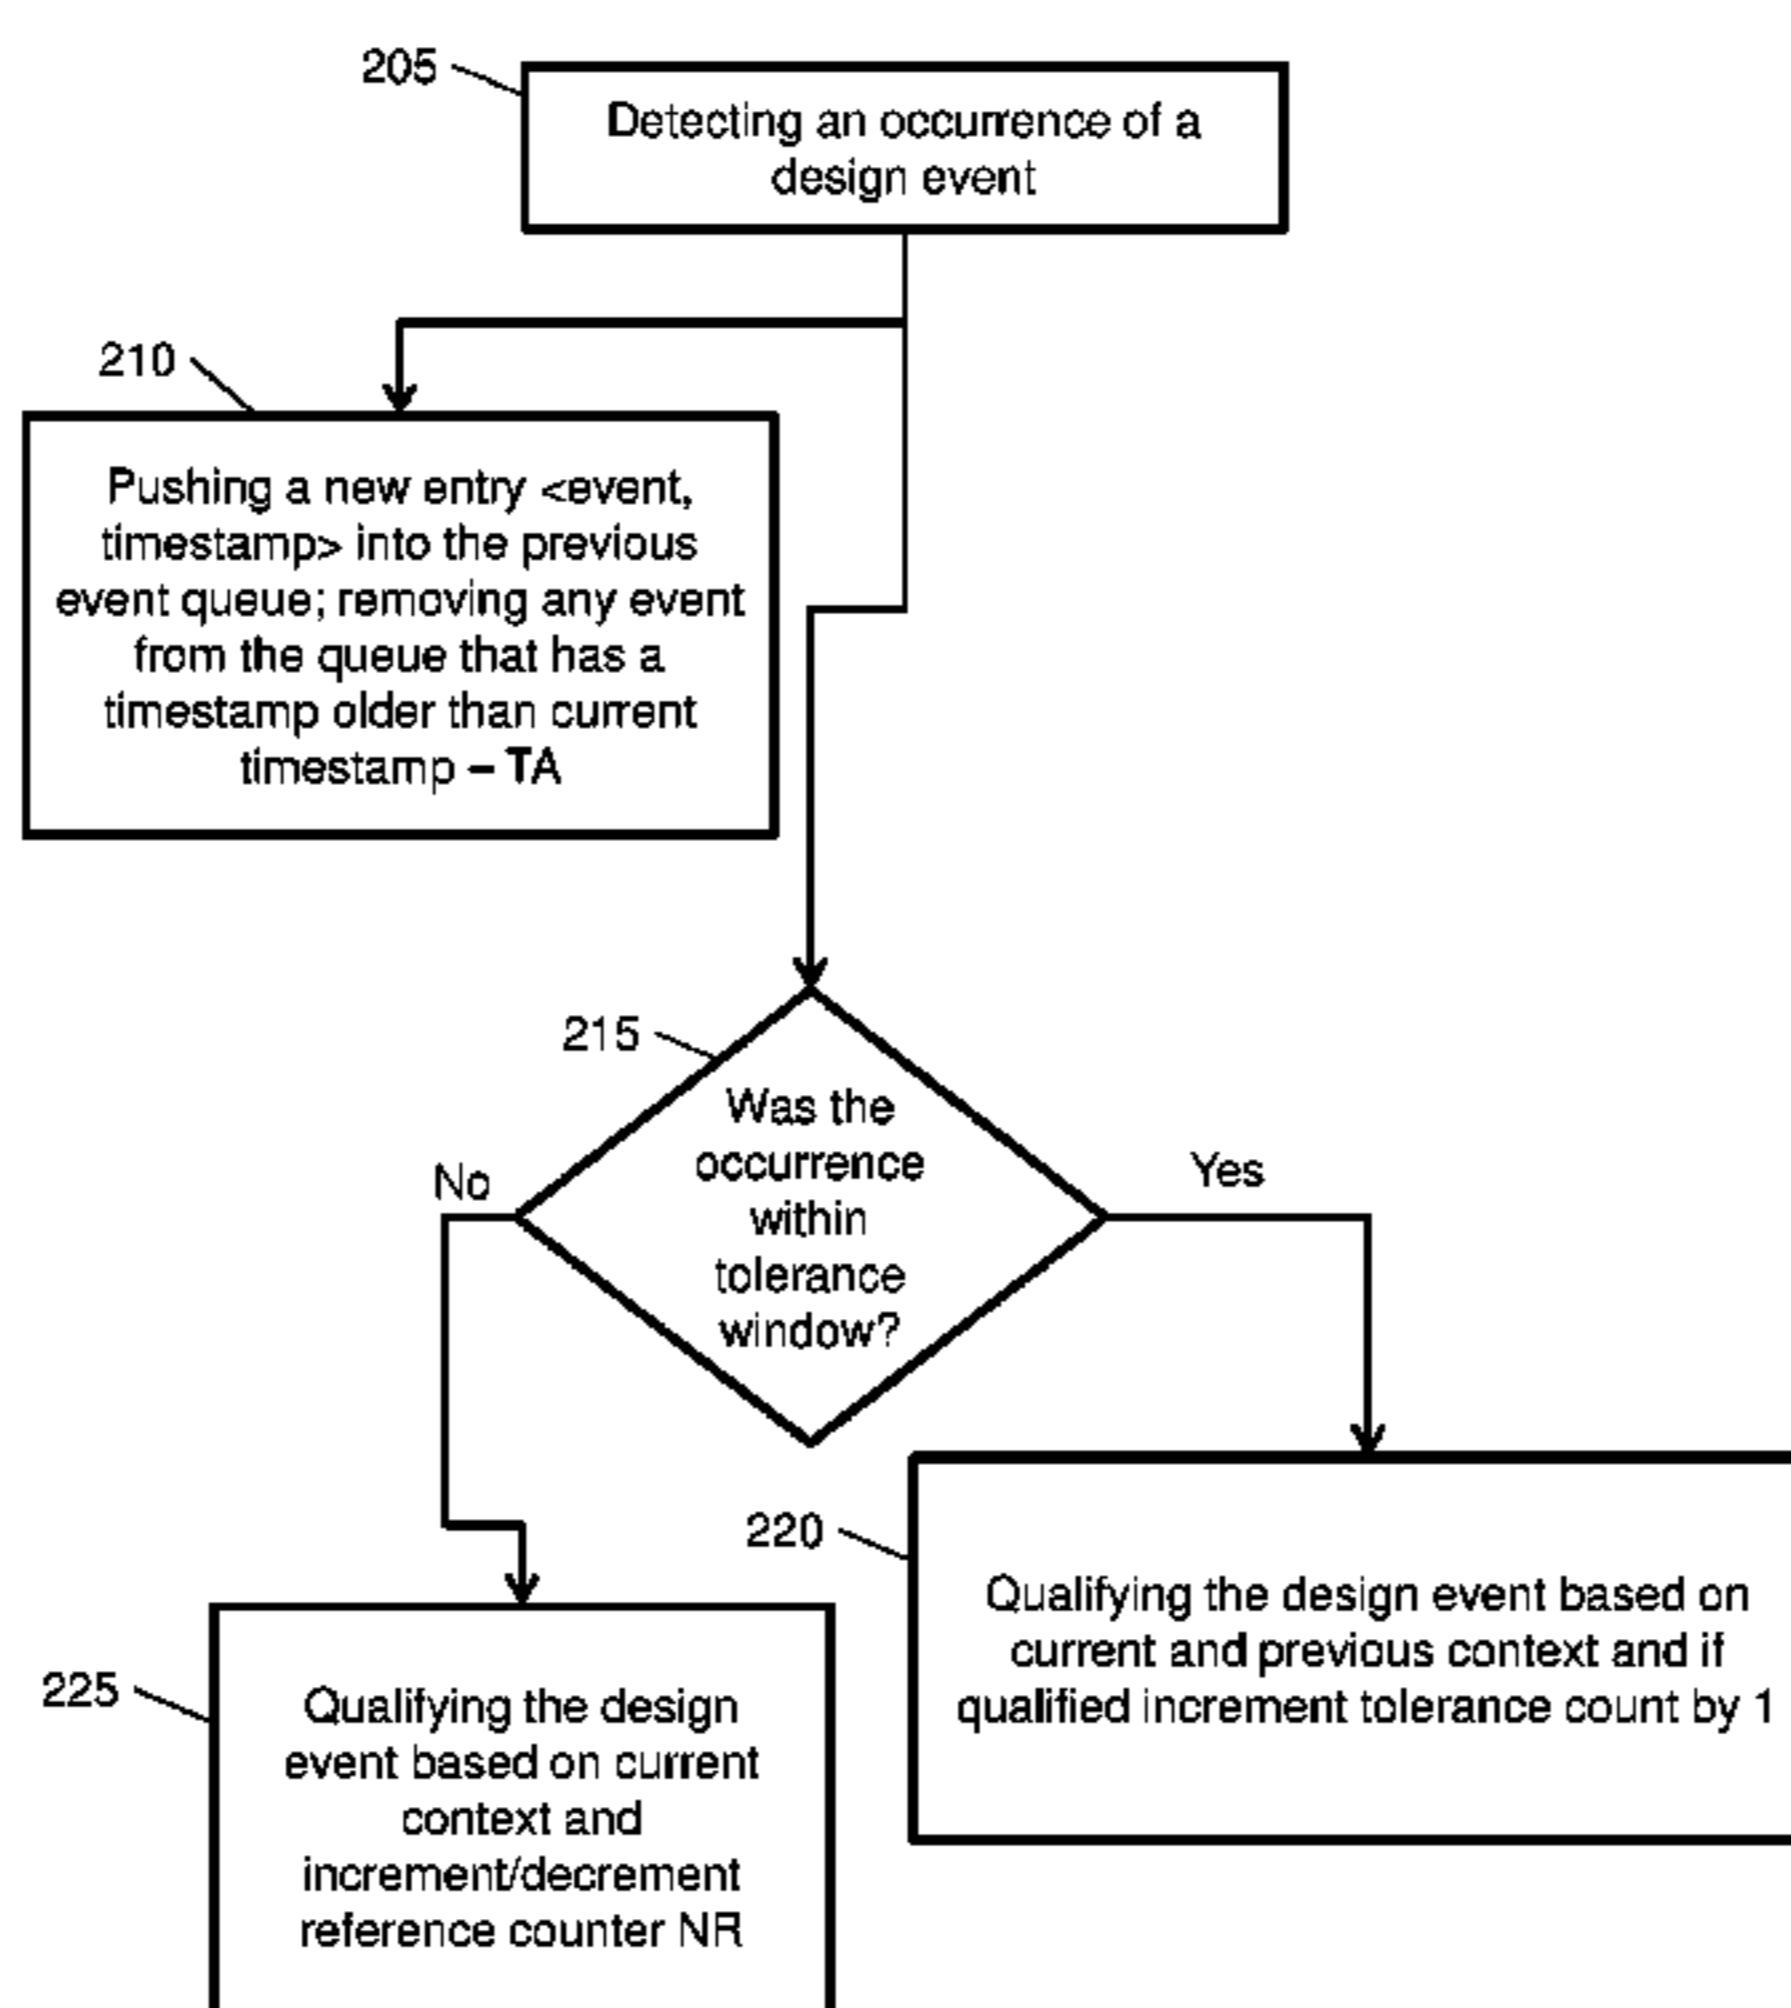 205
Detecting an occurrence of a
design event
210
Pushing a new entry <event,
timestamp> into the previous
event queue; removing any event
from the queue that has a
timestamp older than current
timestamp – TA
215
Was the
occurrence
within
tolerance
window?
No
Yes
220
Qualifying the design event based on
current and previous context and if
qualified increment tolerance count by 1
225
Qualifying the design
event based on current
context and
increment/decrement
reference counter NR